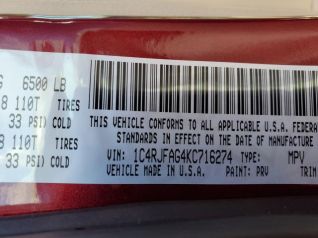 G 6500 LB
8 110T TIRES
33 PSI) COLD
THIS VEHICLE CONFORMS TO ALL APPLICABLE U.S.A. F
8 110T TIRES
STANDARDS IN EFFECT ON THE DATE OF MANUFACTURE
33 PSI) COLD
VIN: 1C4RJFAG4KC716274 TYPE: MPV
VEHICLE MADE IN U.S.A. PAINT: PRV TRIM